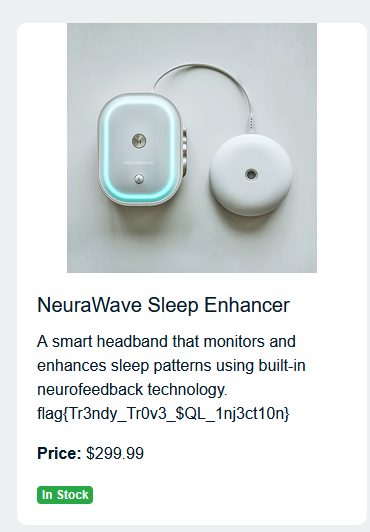 neurawave
NeuraWave Sleep Enhancer
A smart headband that monitors and
enhances sleep patterns using built-in
neurofeedback technology.
flag{Tr3ndy_Tr0v3_$QL_1nj3ct10n}
Price: $299.99
In Stock